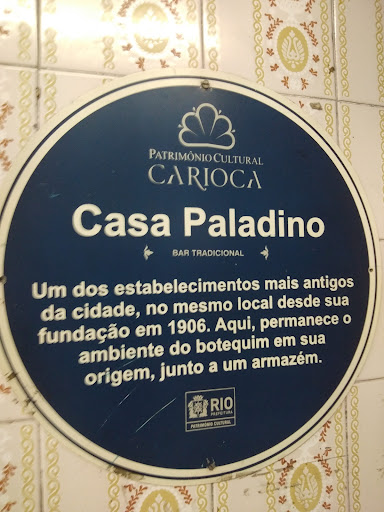 PATRIMÔNIO CULTURAL
CARIOCA
Casa Paladino
BAR TRADICIONAL
Um dos estabelecimentos mais antigos
da cidade, no mesmo local desde sua
fundação em 1906. Aqui, permanece o
ambiente do botequim em sua
origem, junto a um armazém.
RIO
PREFEITURA
PATRIMÔNIO CULTURAL